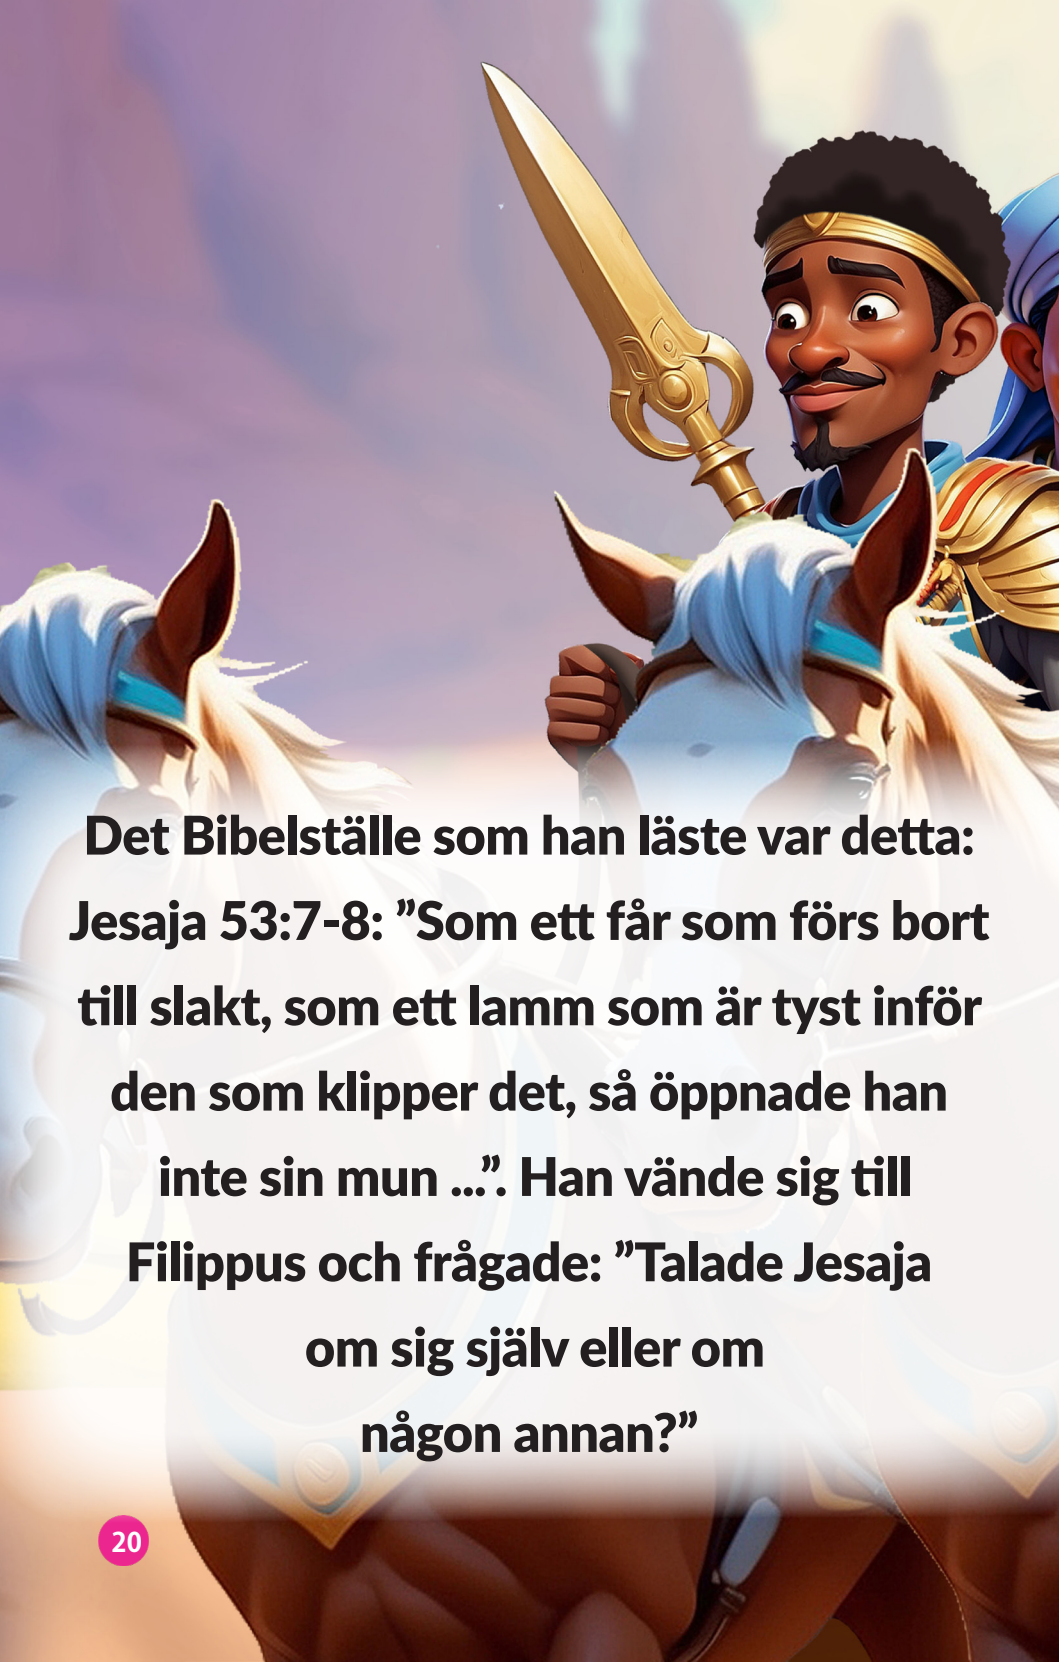 Det Bibelställe som han läste var detta:
Jesaja 53:7-8: ”Som ett får som förs bort
till slakt, som ett lamm som är tyst inför
den som klipper det, så öppnade han
inte sin mun ...”. Han vände sig till
Filippus och frågade: ”Talade Jesaja
om sig själv eller om
någon annan?”
20